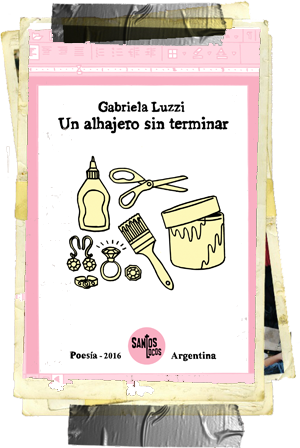 Gabriela Luzzi
Un alhajero sin terminar
SANTOS
LOCOS
Poesía - 2016
Argentina